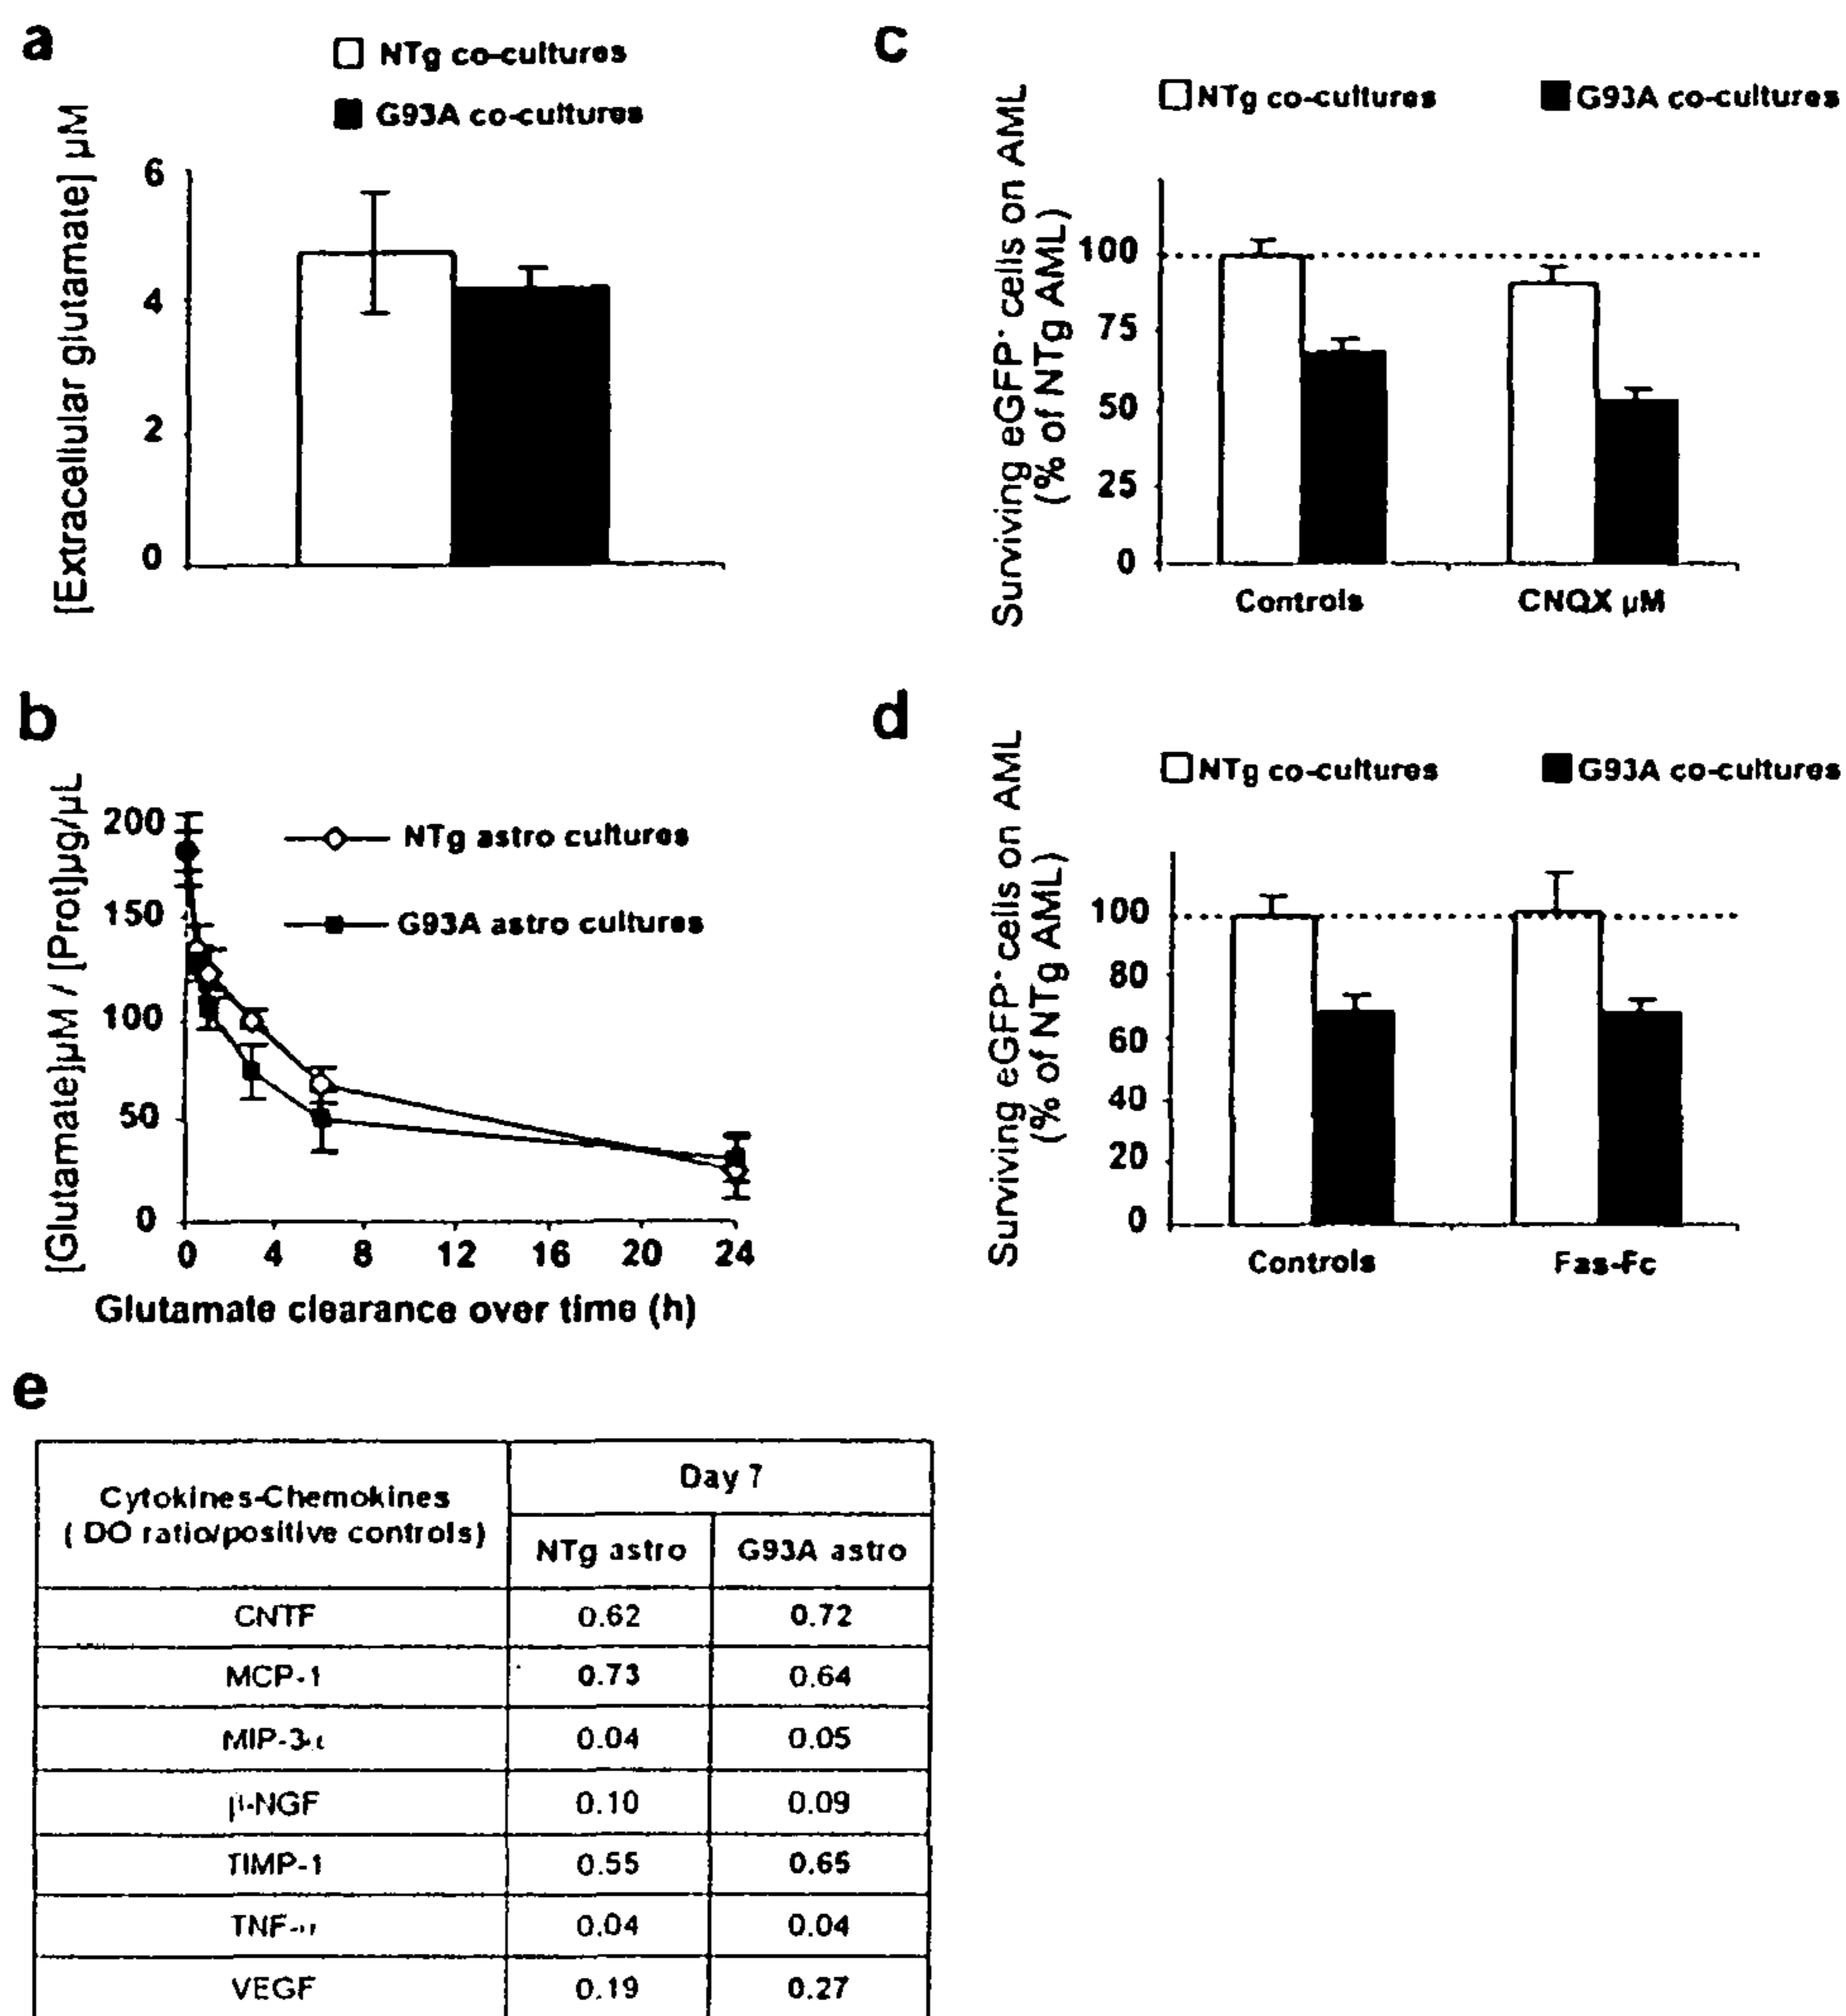 a
NTg co-cultures
G93A co-cultures
[Extracellular glutamate] µM
6
4
2
0
b
[Glutamate]µM / [Prot]µg/µL
200
150
100
50
0
NTg astro cultures
G93A astro cultures
0 4 8 12 16 20 24
Glutamate clearance over time (h)
c
NTg co-cultures G93A co-cultures
Surviving eGFP⁺ cells on AML
(% of NTg AML)
100
75
50
25
0
Controls CNQX µM
d
NTg co-cultures G93A co-cultures
Surviving eGFP⁺ cells on AML
(% of NTg AML)
100
80
60
40
20
0
Controls Fas-Fc
e
Cytokines-Chemokines
( DO ratio/positive controls)
Day 7
NTg astro G93A astro
CNTF 0.62 0.72
MCP-1 0.73 0.64
MIP-3 0.04 0.05
NGF 0.10 0.09
TIMP-1 0.55 0.65
TNF- 0.04 0.04
VEGF 0.19 0.27